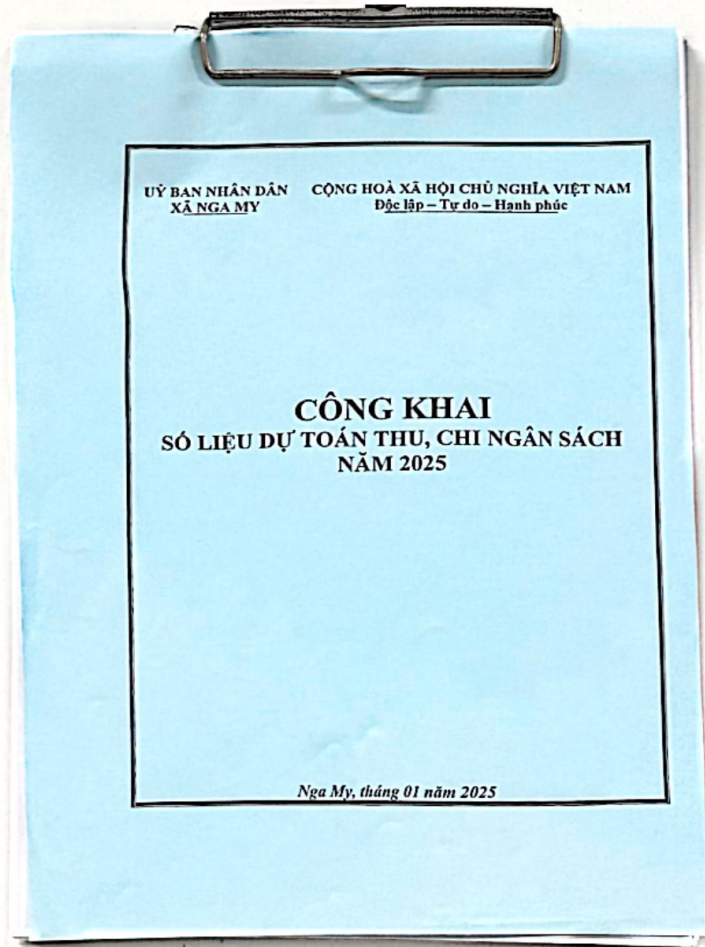 UỶ BAN NHÂN DÂN
XÃ NGA MY
CỘNG HOÀ XÃ HỘI CHỦ NGHĨA VIỆT NAM
Độc lập – Tự do – Hạnh phúc
CÔNG KHAI
SỐ LIỆU DỰ TOÁN THU, CHI NGÂN SÁCH
NĂM 2025
Nga My, tháng 01 năm 2025